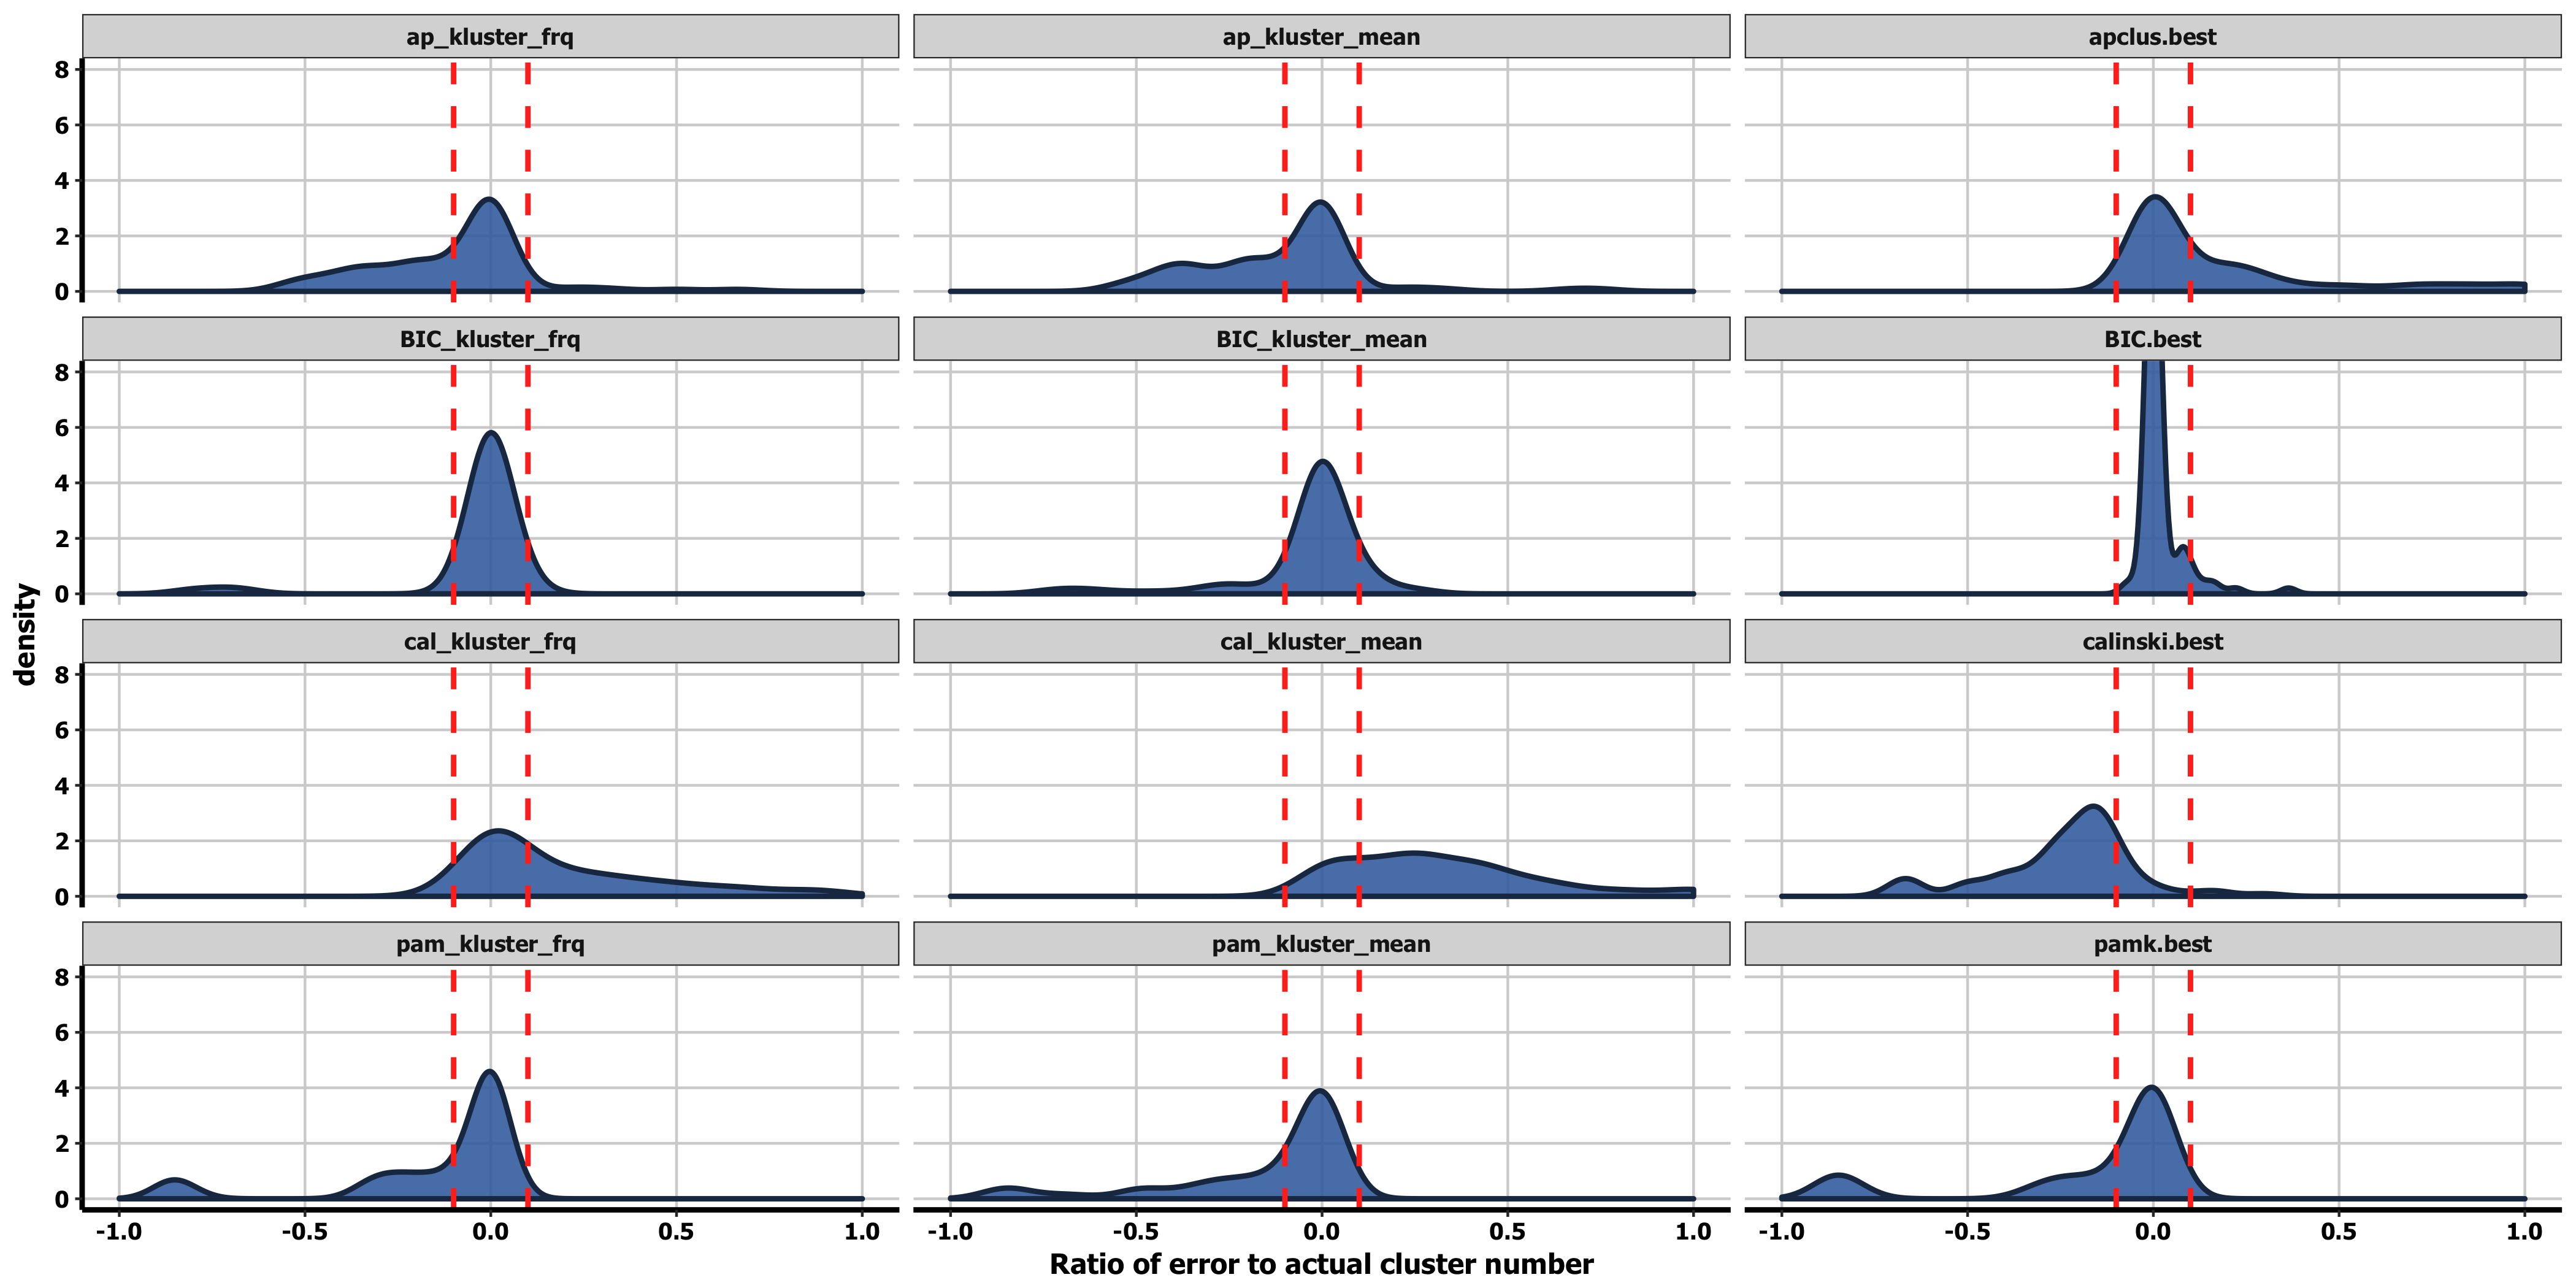 ap_kluster_frq ap_kluster_mean apclus.best
8
6
4
2
0
BIC_kluster_frq BIC_kluster_mean BIC.best
8
6
4
2
0
density
cal_kluster_frq cal_kluster_mean calinski.best
8
6
4
2
0
pam_kluster_frq pam_kluster_mean pamk.best
8
6
4
2
0
-1.0 -0.5 0.0 0.5 1.0 -1.0 -0.5 0.0 0.5 1.0 -1.0 -0.5 0.0 0.5 1.0
Ratio of error to actual cluster number